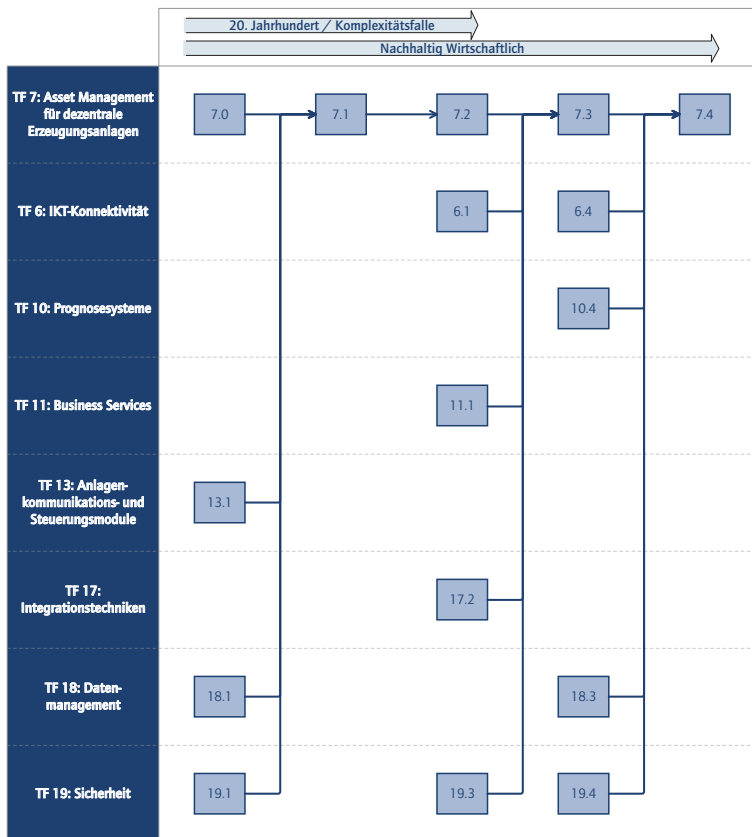 20. Jahrhundert / Komplexitätsfalle
Nachhaltig Wirtschaftlich
TF 7: Asset Management
für dezentrale
Erzeugungsanlagen
7.0
7.1
7.2
7.3
7.4
TF 6: IKT-Konnektivität
6.1
6.4
TF 10: Prognosesysteme
10.4
TF 11: Business Services
11.1
TF 13: Anlagen-
kommunikations- und
Steuerungsmodule
13.1
TF 17:
Integrationstechniken
17.2
TF 18: Daten-
management
18.1
18.3
TF 19: Sicherheit
19.1
19.3
19.4